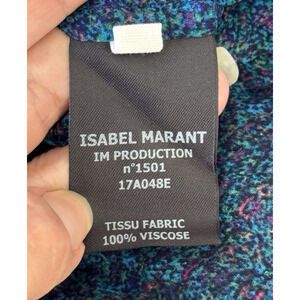 ISABEL MARANT
IM PRODUCTION
n°1501
17A048E
TISSU FABRIC
100% VISCOSE